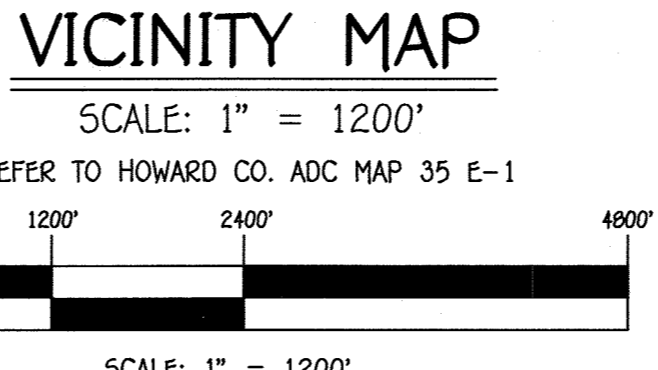 VICINITY MAP
SCALE: 1" = 1200'
EFER TO HOWARD CO. ADC MAP 35 E-1
1200' 2400' 4800'
SCALE: 1" = 1200'